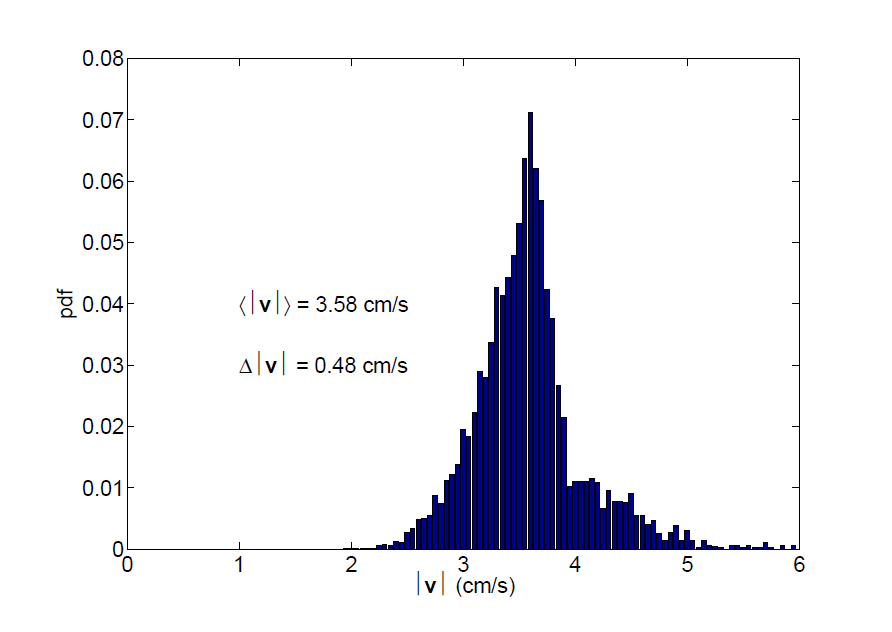 0.08
0.07
0.06
0.05
0.04
0.03
0.02
0.01
0
pdf
⟨|v|⟩ = 3.58 cm/s
Δ|v| = 0.48 cm/s
0 1 2 3 4 5 6
|v| (cm/s)